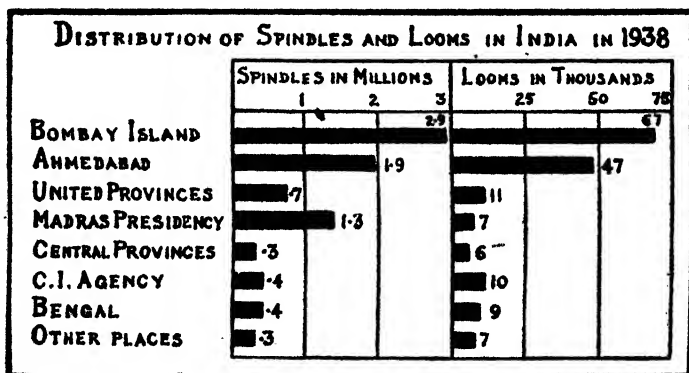 DISTRIBUTION OF SPINDLES AND LOOMS IN INDIA IN 1938
SPINDLES IN MILLIONS LOOMS IN THOUSANDS
1 2 3 25 50 75
BOMBAY ISLAND 2·9 67
AHMEDABAD 1·9 47
UNITED PROVINCES ·7 11
MADRAS PRESIDENCY 1·3 7
CENTRAL PROVINCES ·3 6
C.I. AGENCY ·4 10
BENGAL ·4 9
OTHER PLACES ·3 7